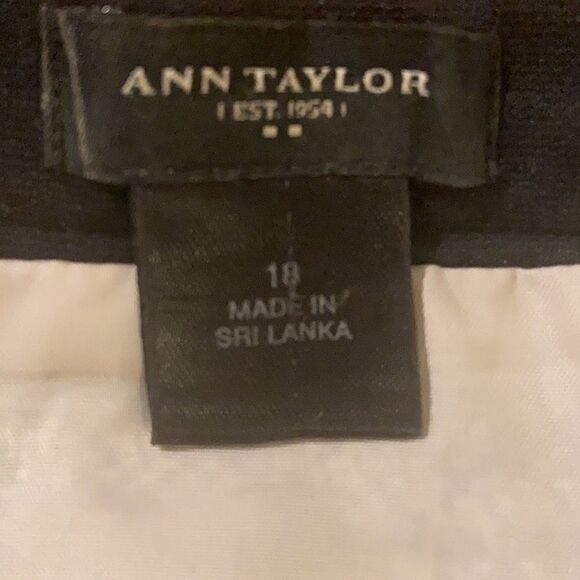 ANN TAYLOR
| EST. 1954 |
18
MADE IN
SRI LANKA